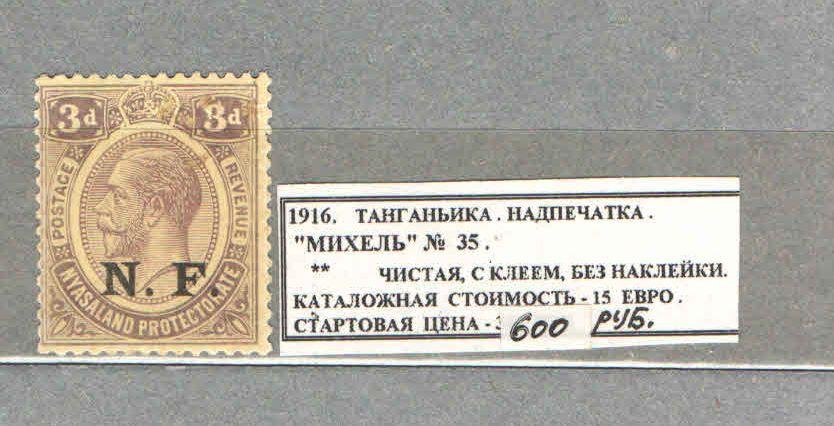 3d 3d
POSTAGE REVENUE
N. F.
NYASALAND PROTECTORATE
1916. ТАНГАНЬИКА. НАДПЕЧАТКА.
"МИХЕЛЬ" № 35.
** ЧИСТАЯ, С КЛЕЕМ, БЕЗ НАКЛЕЙКИ.
КАТАЛОЖНАЯ СТОИМОСТЬ - 15 ЕВРО.
СТАРТОВАЯ ЦЕНА - 600 РУБ.